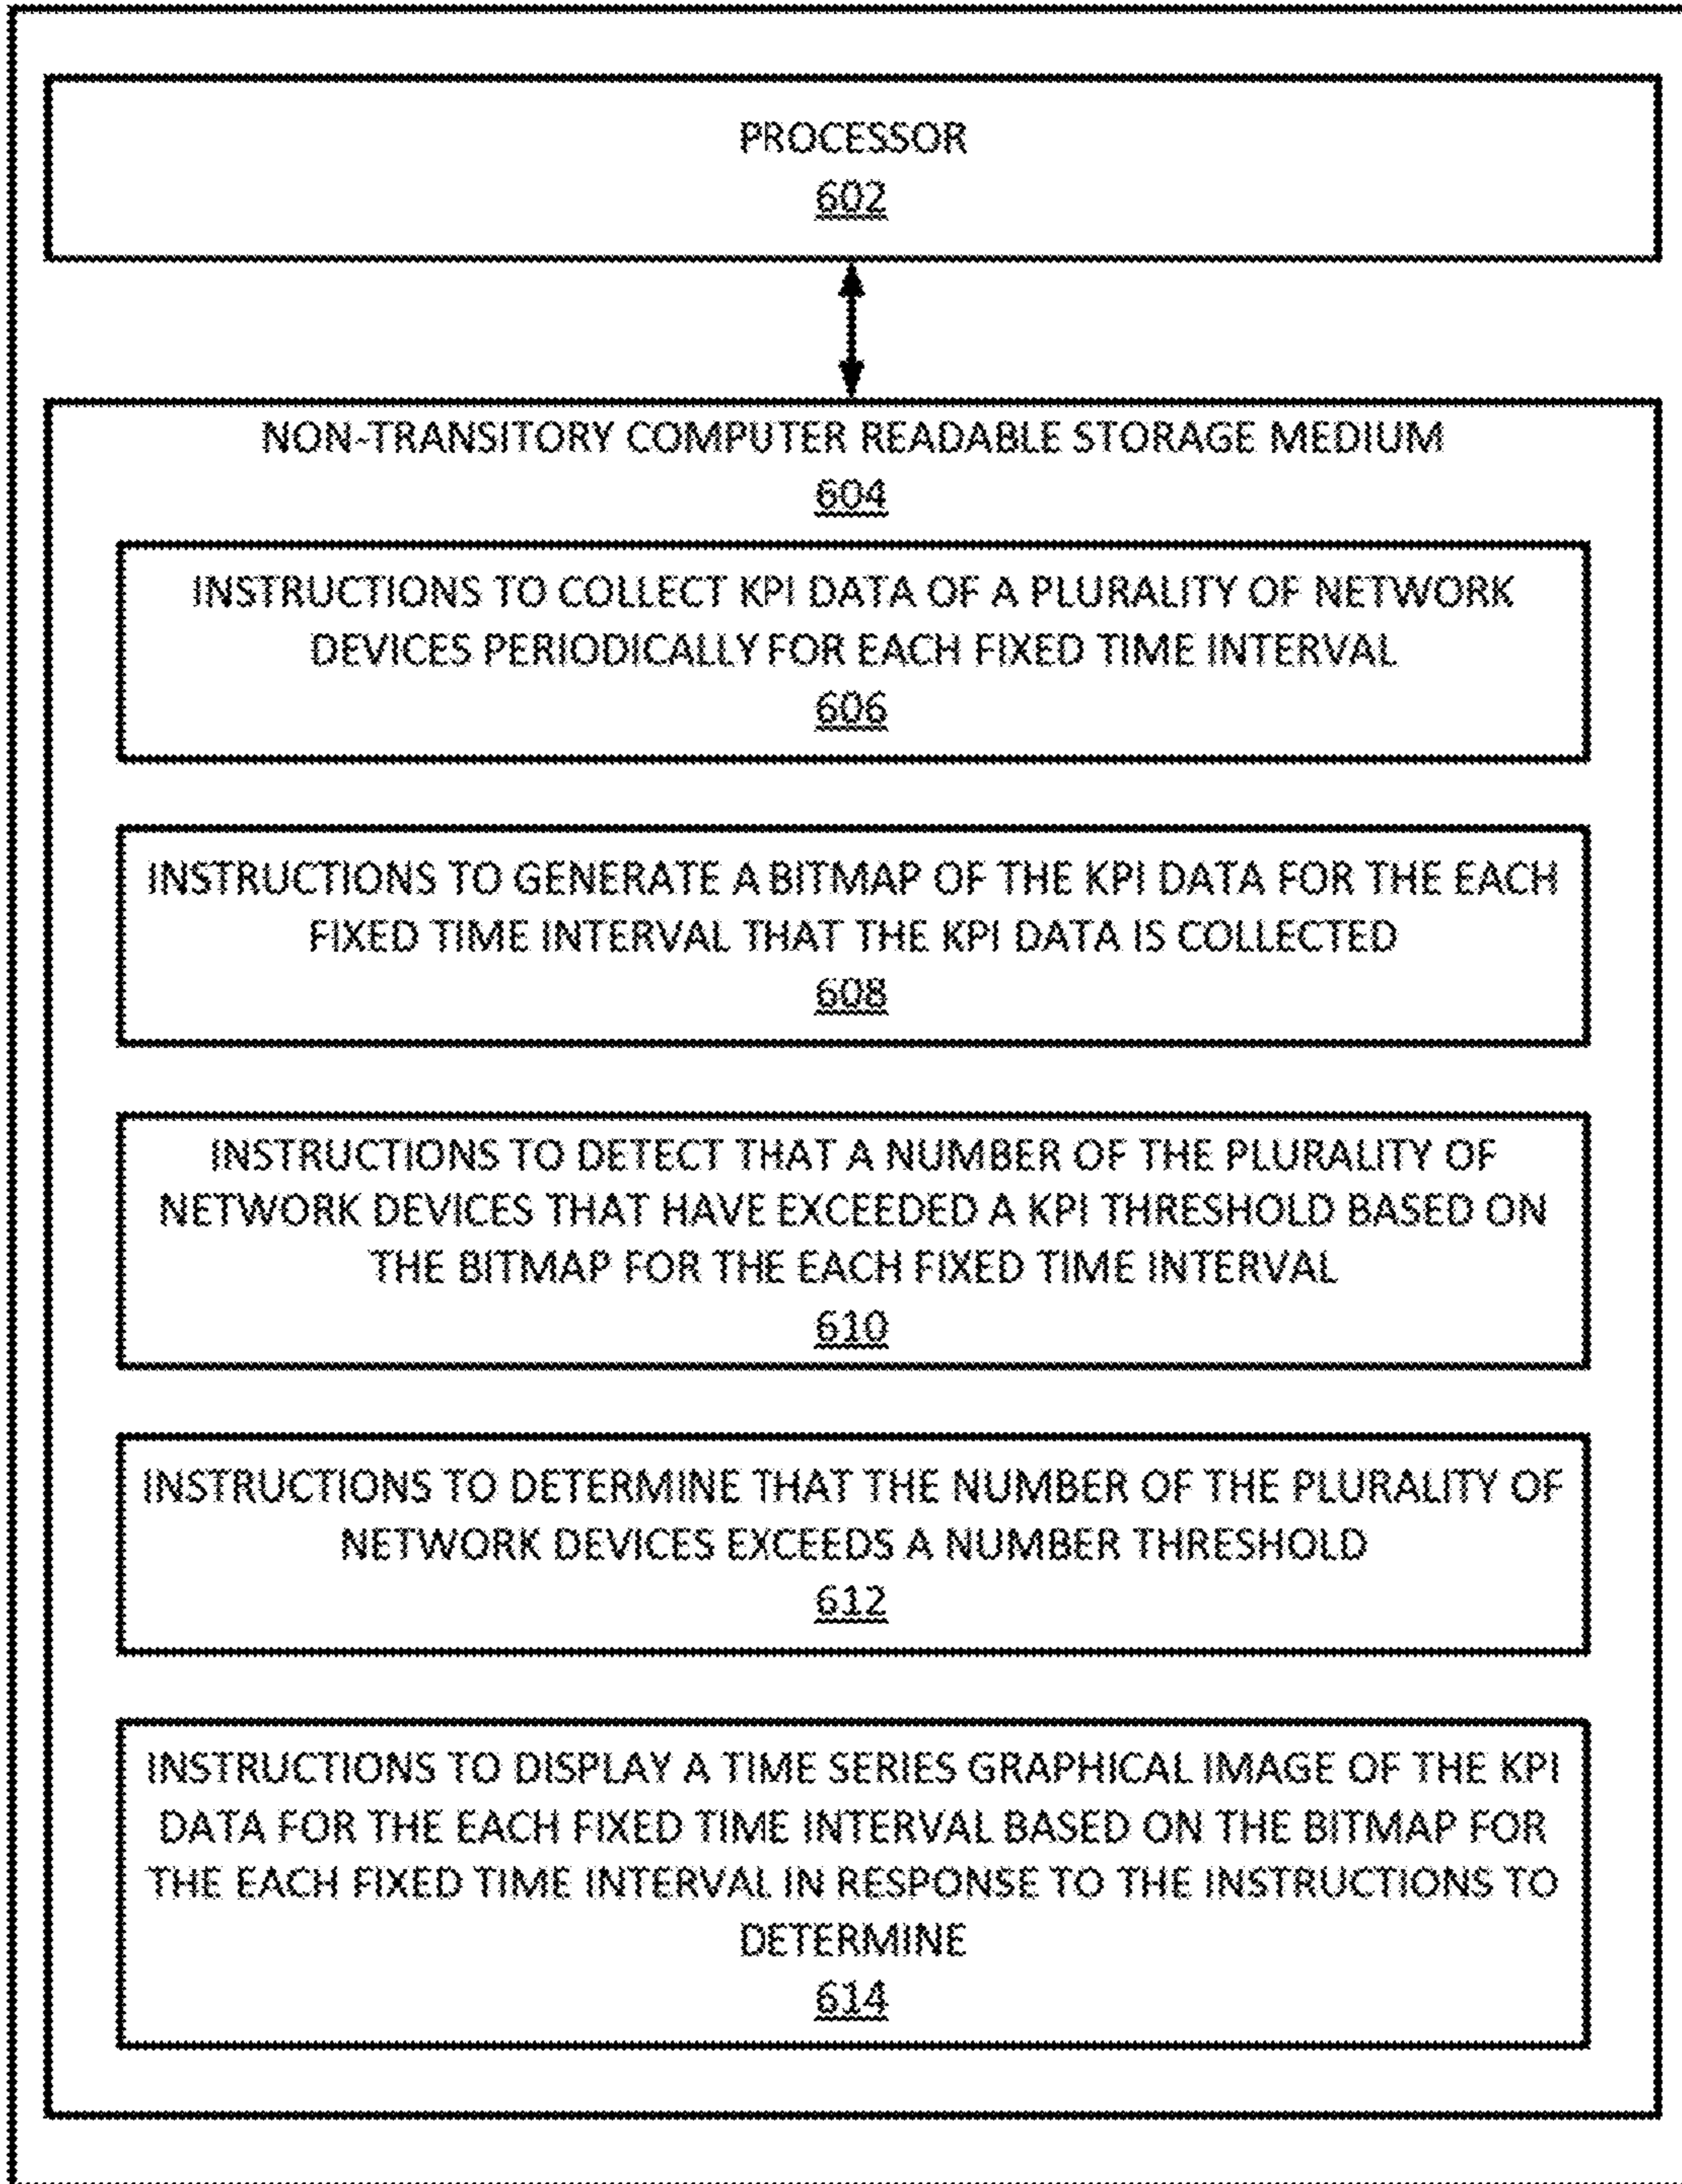 PROCESSOR
602
NON-TRANSITORY COMPUTER READABLE STORAGE MEDIUM
604
INSTRUCTIONS TO COLLECT KPI DATA OF A PLURALITY OF NETWORK
DEVICES PERIODICALLY FOR EACH FIXED TIME INTERVAL
606
INSTRUCTIONS TO GENERATE A BITMAP OF THE KPI DATA FOR THE EACH
FIXED TIME INTERVAL THAT THE KPI DATA IS COLLECTED
608
INSTRUCTIONS TO DETECT THAT A NUMBER OF THE PLURALITY OF
NETWORK DEVICES THAT HAVE EXCEEDED A KPI THRESHOLD BASED ON
THE BITMAP FOR THE EACH FIXED TIME INTERVAL
610
INSTRUCTIONS TO DETERMINE THAT THE NUMBER OF THE PLURALITY OF
NETWORK DEVICES EXCEEDS A NUMBER THRESHOLD
612
INSTRUCTIONS TO DISPLAY A TIME SERIES GRAPHICAL IMAGE OF THE KPI
DATA FOR THE EACH FIXED TIME INTERVAL BASED ON THE BITMAP FOR
THE EACH FIXED TIME INTERVAL IN RESPONSE TO THE INSTRUCTIONS TO
DETERMINE
614